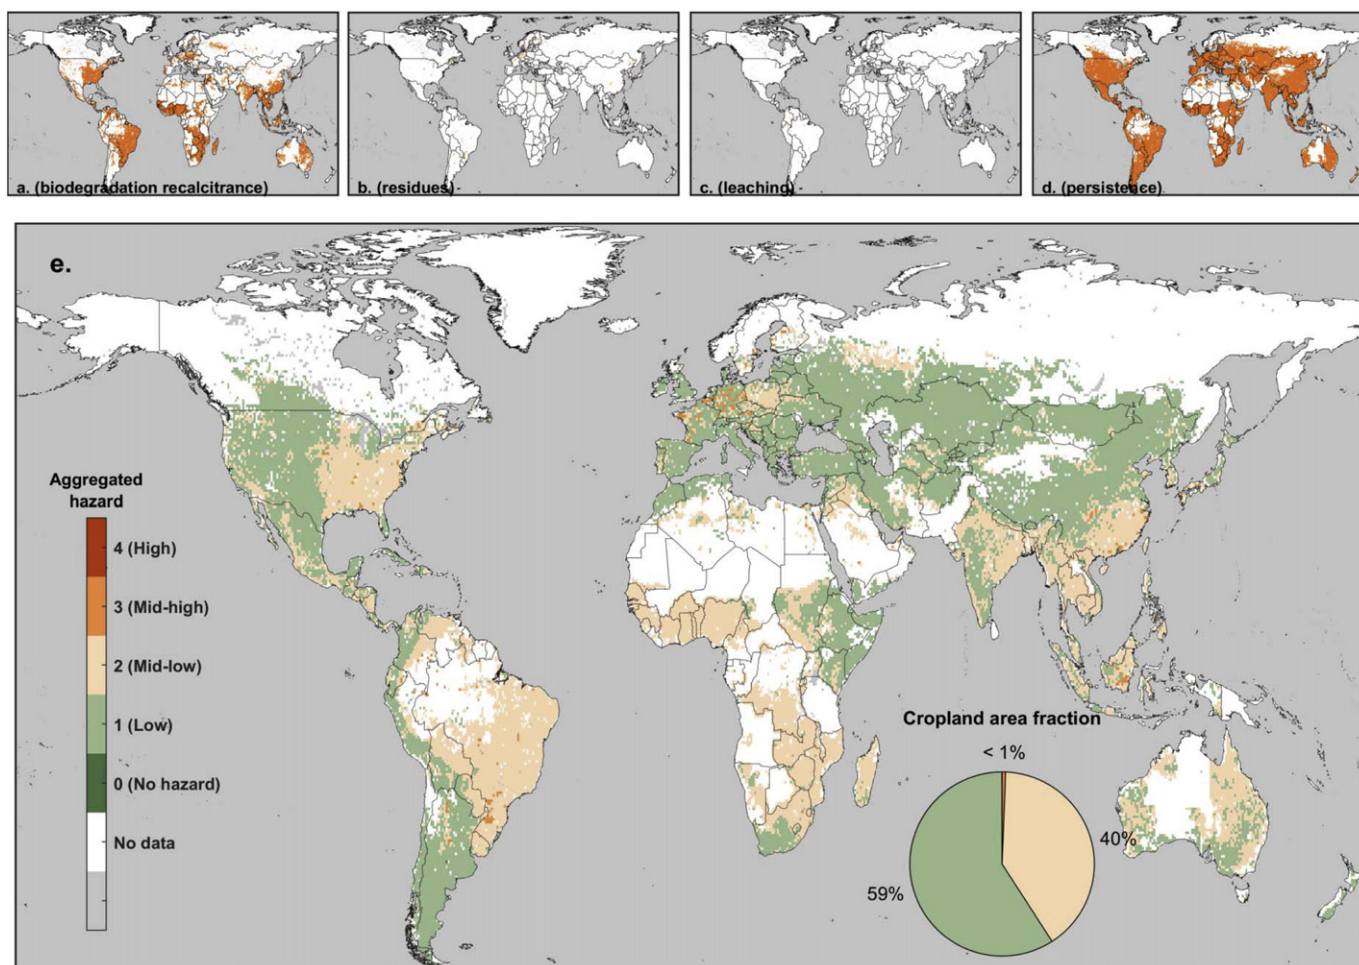 a. (biodegradation recalcitrance)
b. (residues)
c. (leaching)
d. (persistence)
e.
Aggregated
hazard
4 (High)
3 (Mid-high)
2 (Mid-low)
1 (Low)
0 (No hazard)
No data
Cropland area fraction
< 1%
40%
59%